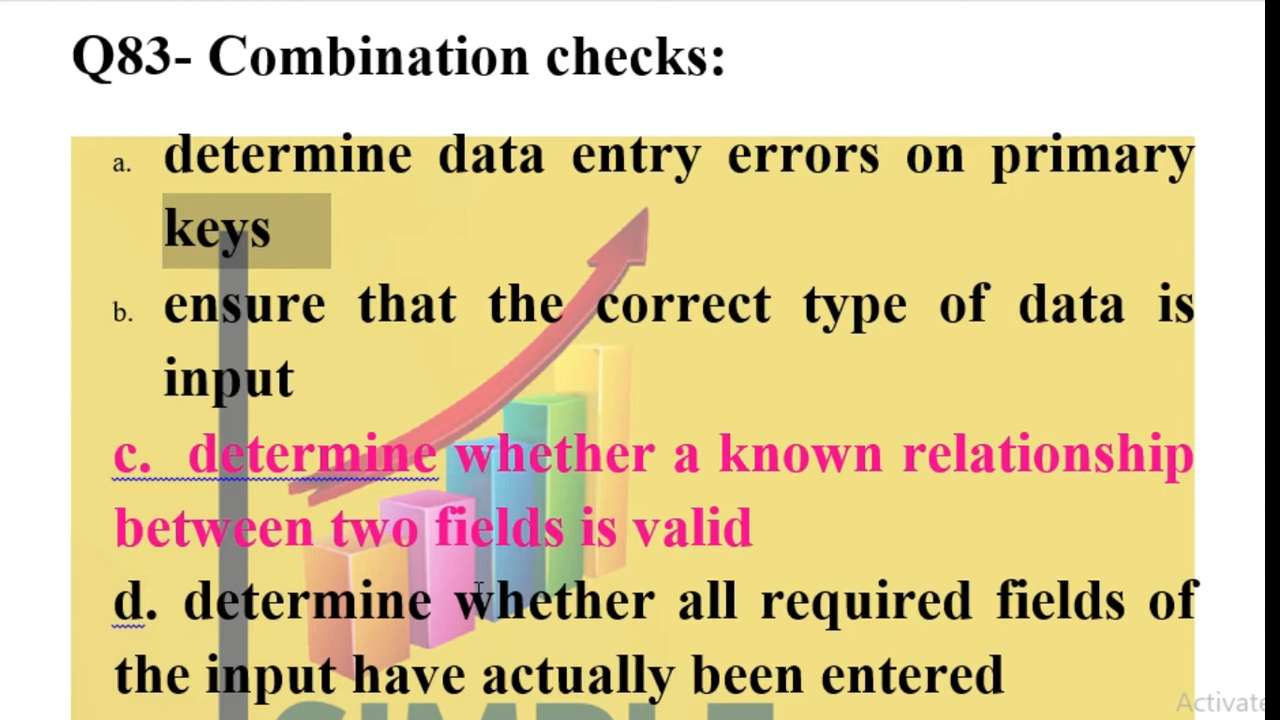 Q83- Combination checks:
a. determine data entry errors on primary
keys
b. ensure that the correct type of data is
input
c. determine whether a known relationship
between two fields is valid
d. determine whether all required fields of
the input have actually been entered
SIMPLE
Activate